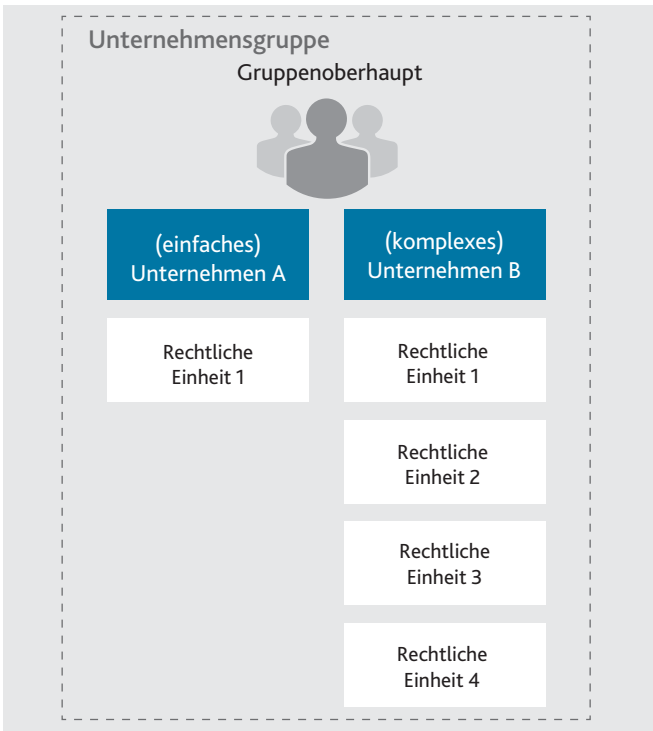 Unternehmensgruppe
Gruppenoberhaupt
(einfaches)
Unternehmen A
(komplexes)
Unternehmen B
Rechtliche
Einheit 1
Rechtliche
Einheit 1
Rechtliche
Einheit 2
Rechtliche
Einheit 3
Rechtliche
Einheit 4